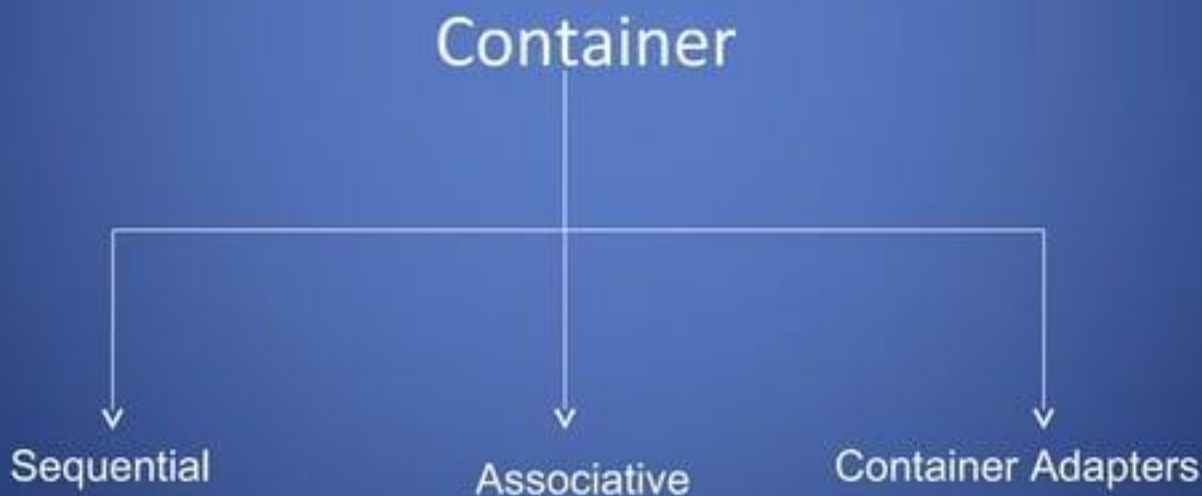 Container
Sequential
Associative
Container Adapters